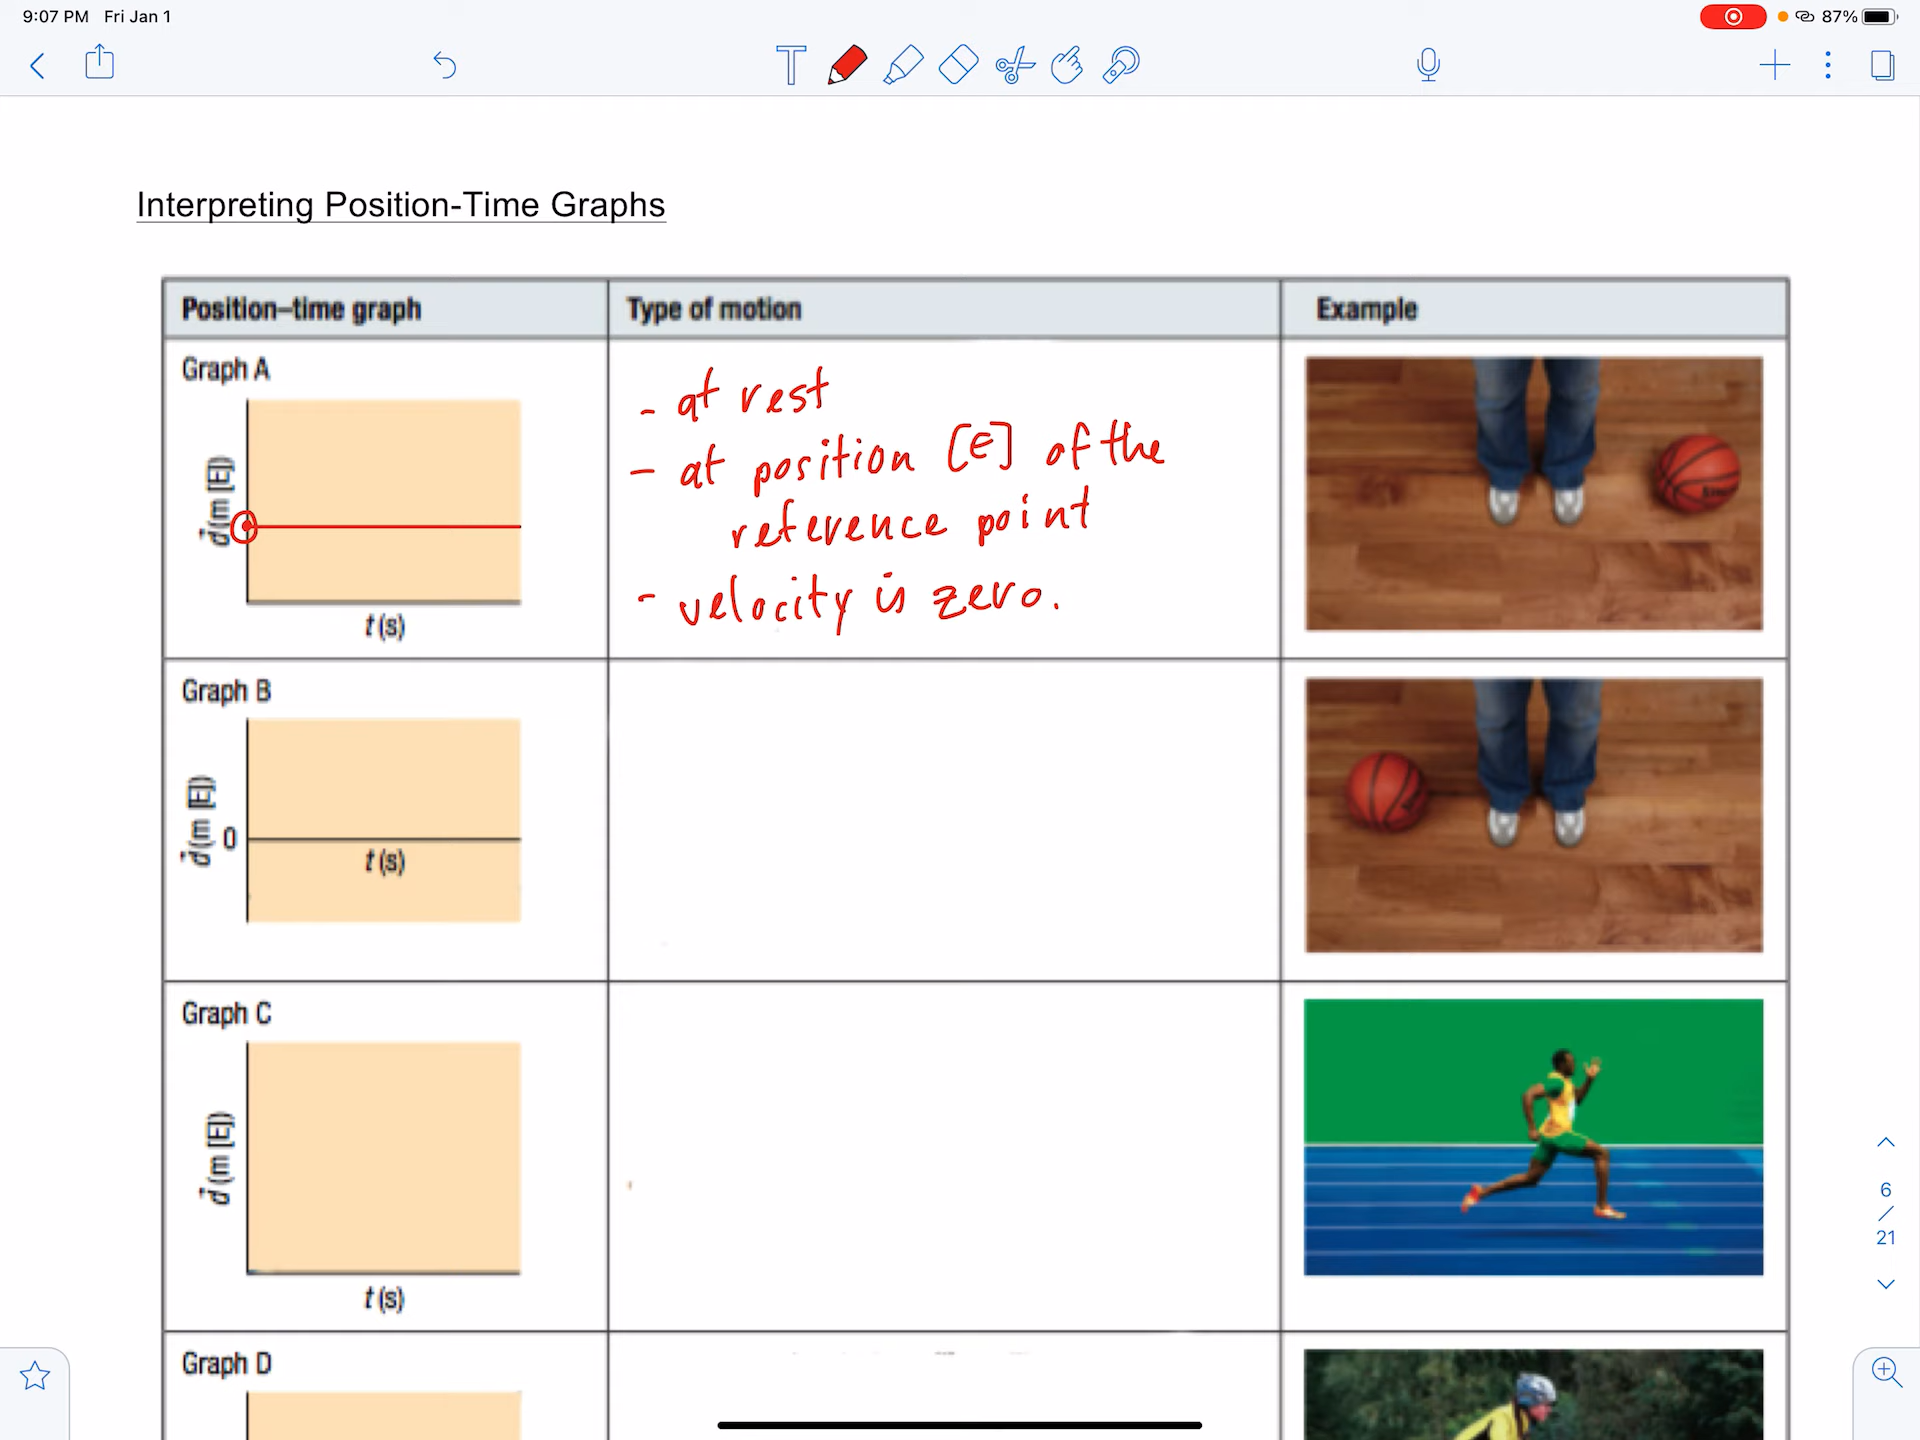 9:07 PM Fri Jan 1
87%
T
Interpreting Position-Time Graphs
Position–time graph
Type of motion
Example
Graph A
d⃗ (m [E])
t (s)
- at rest
- at position [E] of the
reference point
- velocity is zero.
Graph B
d⃗ (m [E])
0
t (s)
Graph C
d⃗ (m [E])
t (s)
6
/
21
Graph D